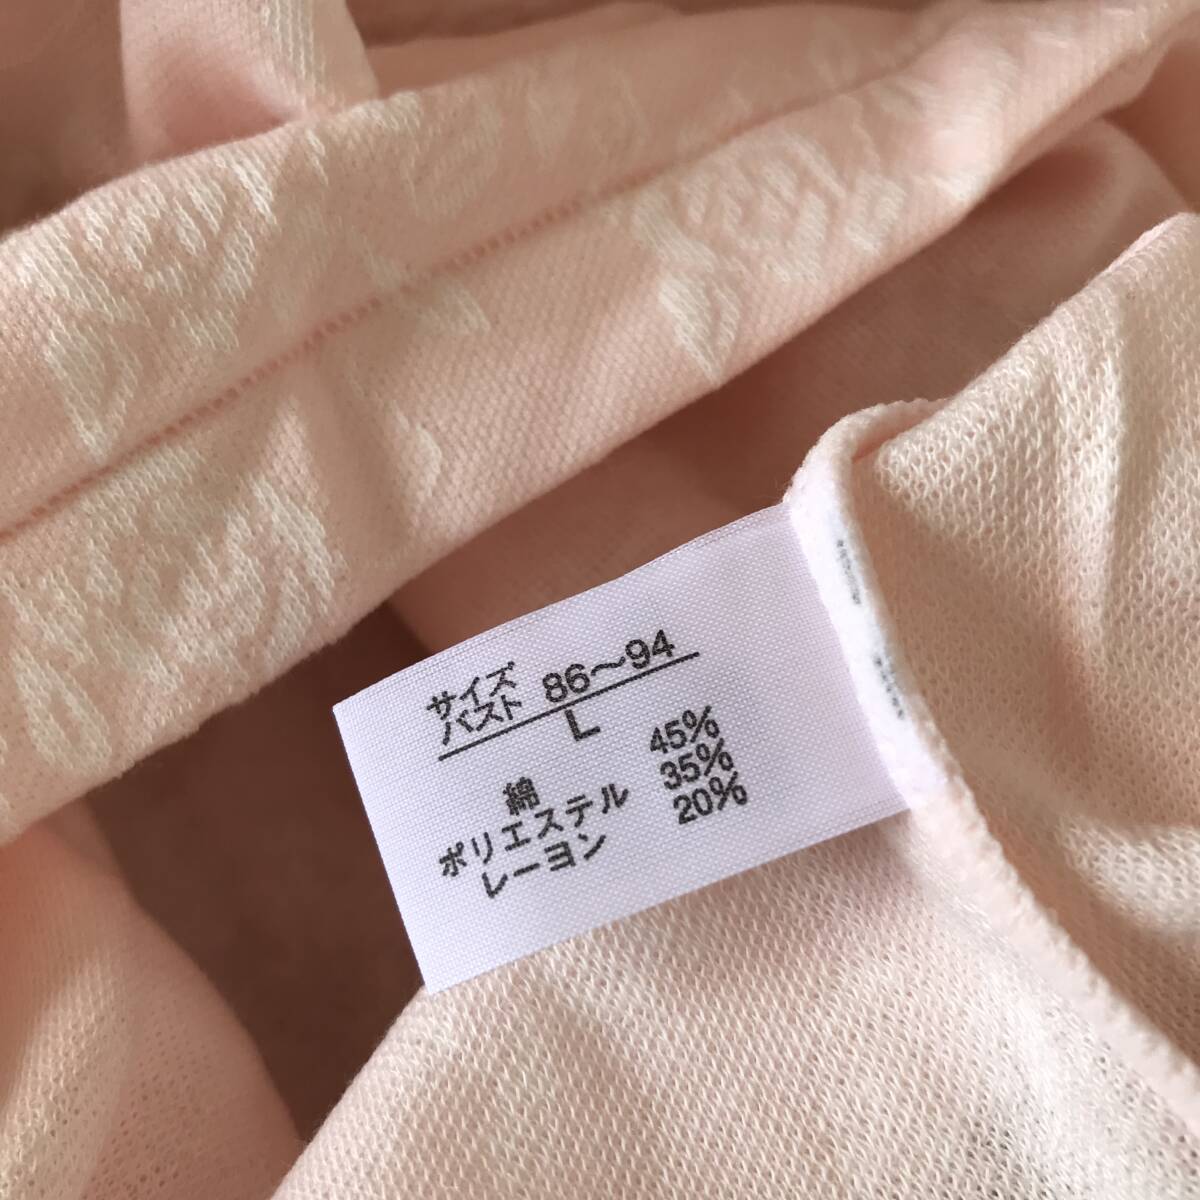 サイズ
バスト 86～94
L
綿 45%
ポリエステル 35%
レーヨン 20%